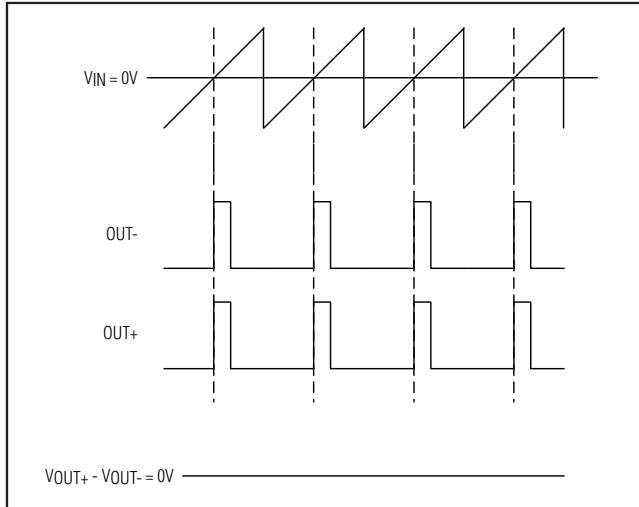 VIN = 0V
OUT-
OUT+
VOUT+ - VOUT- = 0V